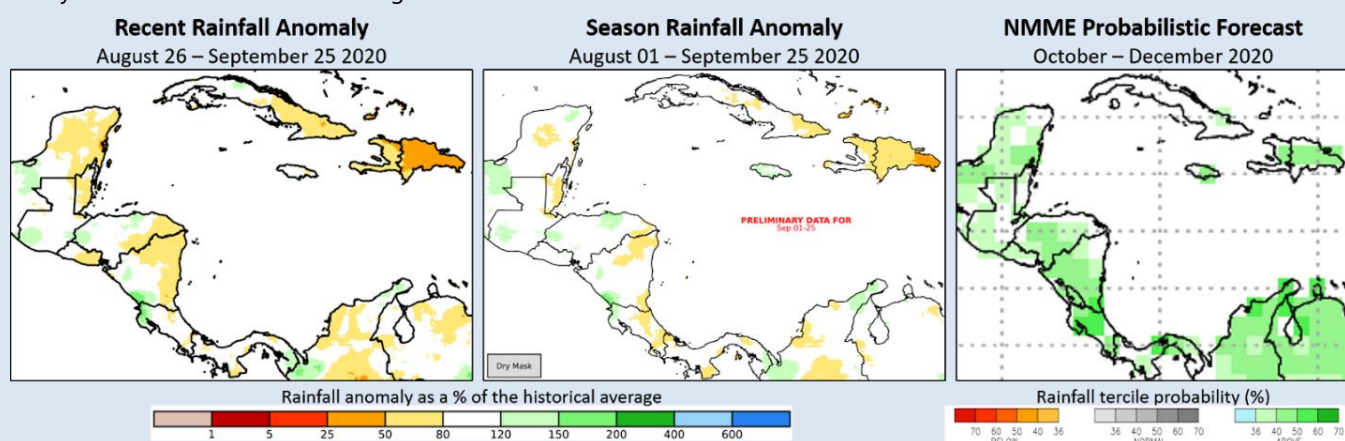 Recent Rainfall Anomaly
August 26 – September 25 2020
Season Rainfall Anomaly
August 01 – September 25 2020
NMME Probabilistic Forecast
October – December 2020
PRELIMINARY DATA FOR
Sep 01-25
Dry Mask
Rainfall anomaly as a % of the historical average
1 5 25 50 80 120 150 200 400 600
Rainfall tercile probability (%)
70 60 50 40 36 36 40 50 60 70 36 40 50 60 70
BELOW NORMAL ABOVE